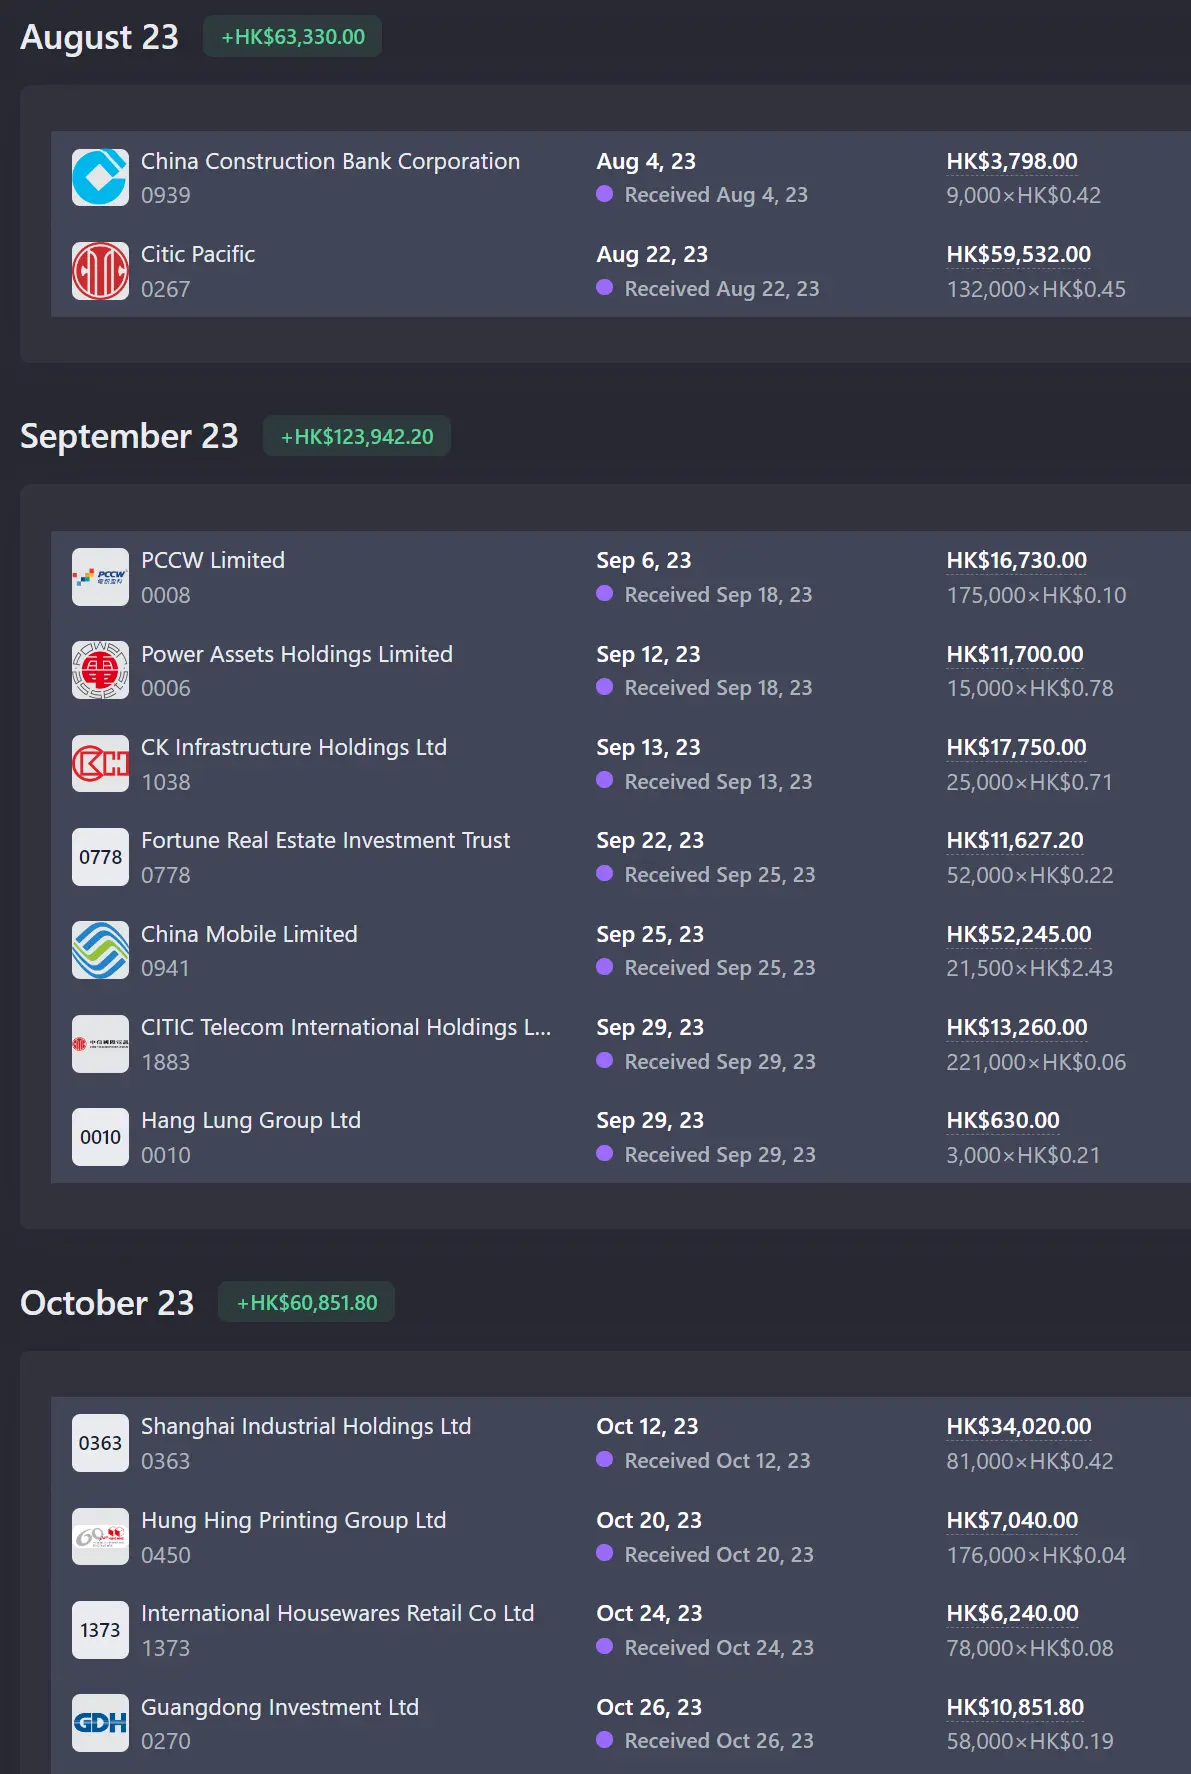 August 23 +HK$63,330.00
China Construction Bank Corporation Aug 4, 23 HK$3,798.00
0939 Received Aug 4, 23 9,000×HK$0.42
Citic Pacific Aug 22, 23 HK$59,532.00
0267 Received Aug 22, 23 132,000×HK$0.45
September 23 +HK$123,942.20
PCCW
PCCW Limited Sep 6, 23 HK$16,730.00
0008 Received Sep 18, 23 175,000×HK$0.10
Power Assets Holdings Limited Sep 12, 23 HK$11,700.00
0006 Received Sep 18, 23 15,000×HK$0.78
CK Infrastructure Holdings Ltd Sep 13, 23 HK$17,750.00
1038 Received Sep 13, 23 25,000×HK$0.71
0778
Fortune Real Estate Investment Trust Sep 22, 23 HK$11,627.20
0778 Received Sep 25, 23 52,000×HK$0.22
China Mobile Limited Sep 25, 23 HK$52,245.00
0941 Received Sep 25, 23 21,500×HK$2.43
CITIC Telecom International Holdings L... Sep 29, 23 HK$13,260.00
1883 Received Sep 29, 23 221,000×HK$0.06
0010
Hang Lung Group Ltd Sep 29, 23 HK$630.00
0010 Received Sep 29, 23 3,000×HK$0.21
October 23 +HK$60,851.80
0363
Shanghai Industrial Holdings Ltd Oct 12, 23 HK$34,020.00
0363 Received Oct 12, 23 81,000×HK$0.42
Hung Hing Printing Group Ltd Oct 20, 23 HK$7,040.00
0450 Received Oct 20, 23 176,000×HK$0.04
1373
International Housewares Retail Co Ltd Oct 24, 23 HK$6,240.00
1373 Received Oct 24, 23 78,000×HK$0.08
GDH
Guangdong Investment Ltd Oct 26, 23 HK$10,851.80
0270 Received Oct 26, 23 58,000×HK$0.19